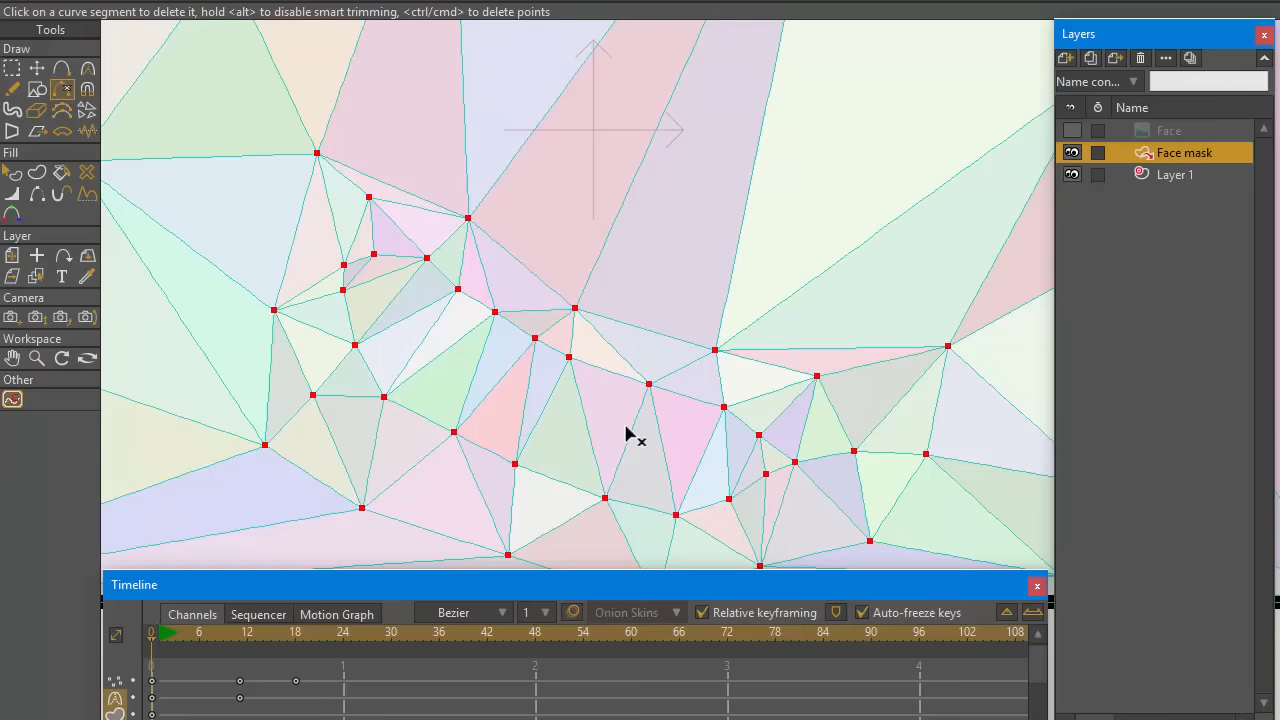 Click on a curve segment to delete it, hold <alt> to disable smart trimming, <ctrl/cmd> to delete points
Tools
Draw
Fill
Layer
Camera
Workspace
Other
Layers
Name con...
Name
Face
Face mask
Layer 1
Timeline
Channels Sequencer Motion Graph Bezier 1 Onion Skins Relative keyframing Auto-freeze keys
0 6 12 18 24 30 36 42 48 54 60 66 72 78 84 90 96 102 108
0 1 2 3 4